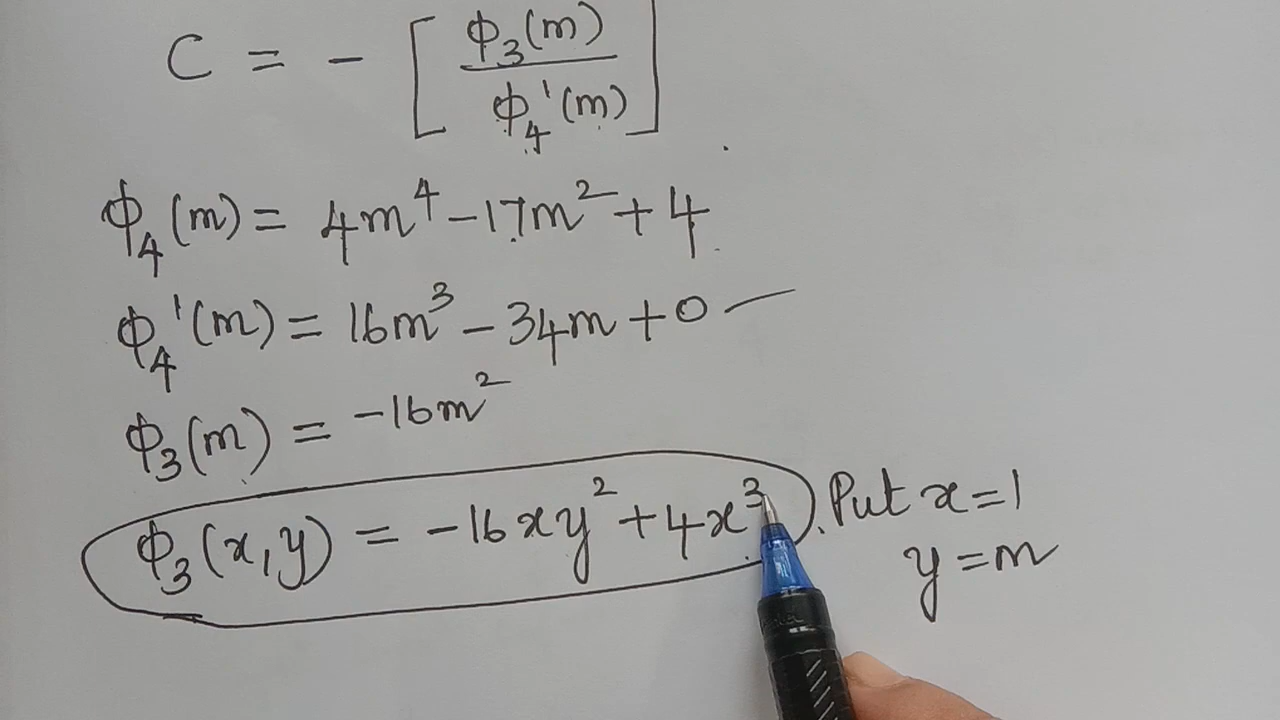 C = - [ ϕ₃(m) / ϕ₄'(m) ]
ϕ₄(m) = 4m⁴ - 17m² + 4
ϕ₄'(m) = 16m³ - 34m + 0
ϕ₃(m) = -16m²
ϕ₃(x,y) = -16xy² + 4x³. Put x=1
y=m